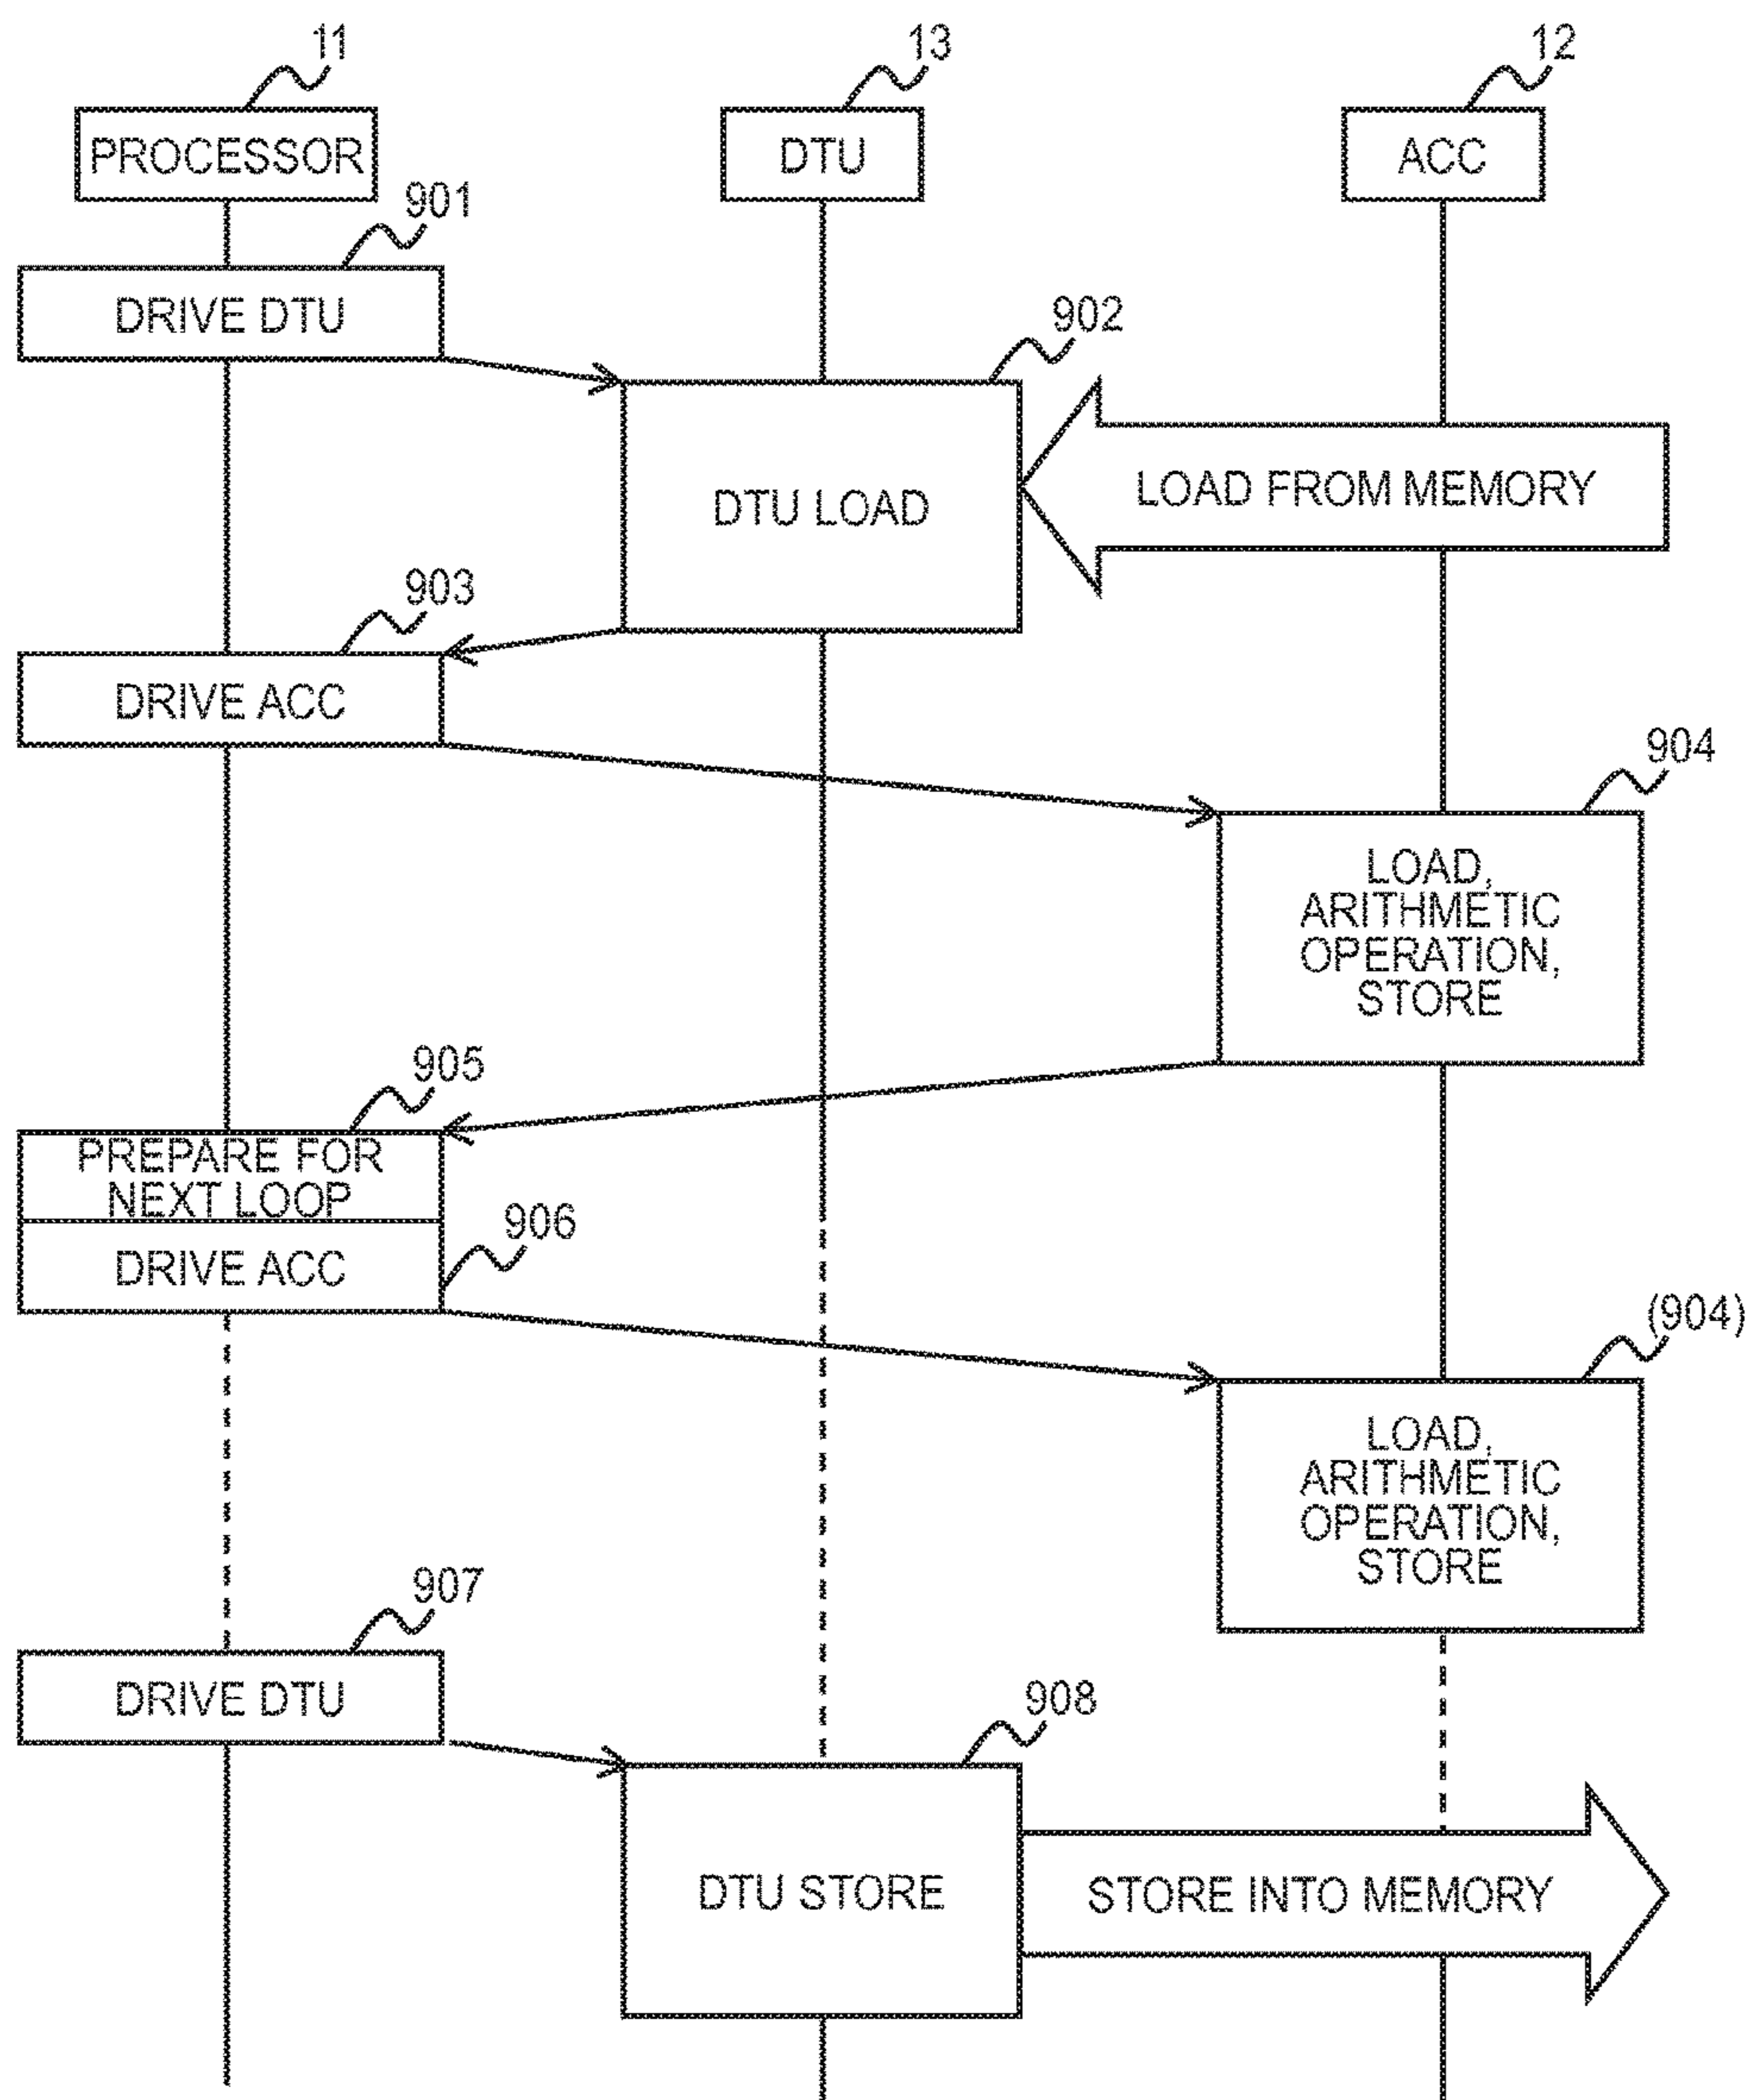 11
13
12
PROCESSOR
DTU
ACC
901
DRIVE DTU
902
DTU LOAD
LOAD FROM MEMORY
903
DRIVE ACC
904
LOAD,
ARITHMETIC
OPERATION,
STORE
905
PREPARE FOR
NEXT LOOP
906
DRIVE ACC
(904)
LOAD,
ARITHMETIC
OPERATION,
STORE
907
DRIVE DTU
908
DTU STORE
STORE INTO MEMORY